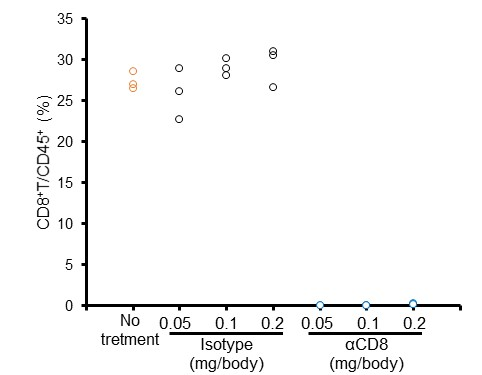 CD8⁺T/CD45⁺ (%)
35
30
25
20
15
10
5
0
No tretment
0.05 0.1 0.2 0.05 0.1 0.2
Isotype (mg/body)
αCD8 (mg/body)